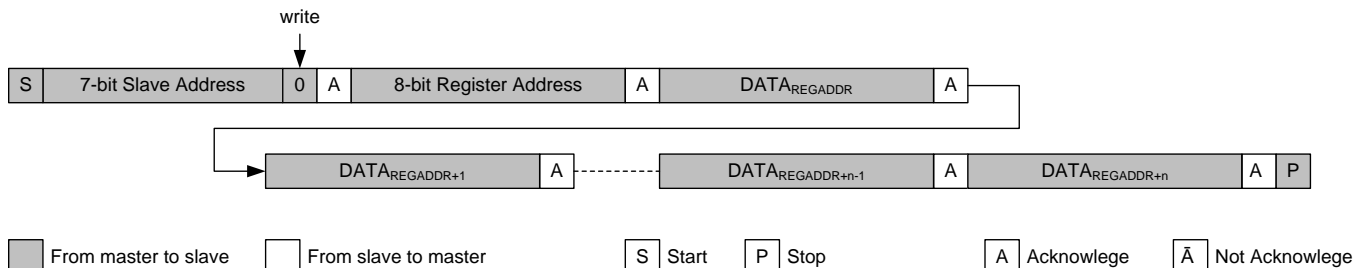 write
S 7-bit Slave Address 0 A 8-bit Register Address A DATAREGADDR A
DATAREGADDR+1 A DATAREGADDR+n-1 A DATAREGADDR+n A P
From master to slave From slave to master S Start P Stop A Acknowlege Ā Not Acknowlege